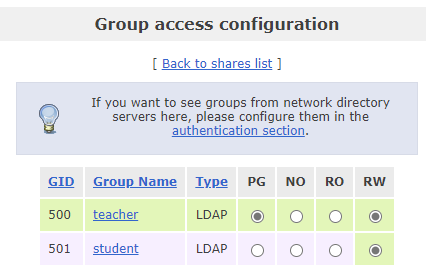 Group access configuration
[ Back to shares list ]
If you want to see groups from network directory
servers here, please configure them in the
authentication section.
GID Group Name Type PG NO RO RW
500 teacher LDAP
501 student LDAP